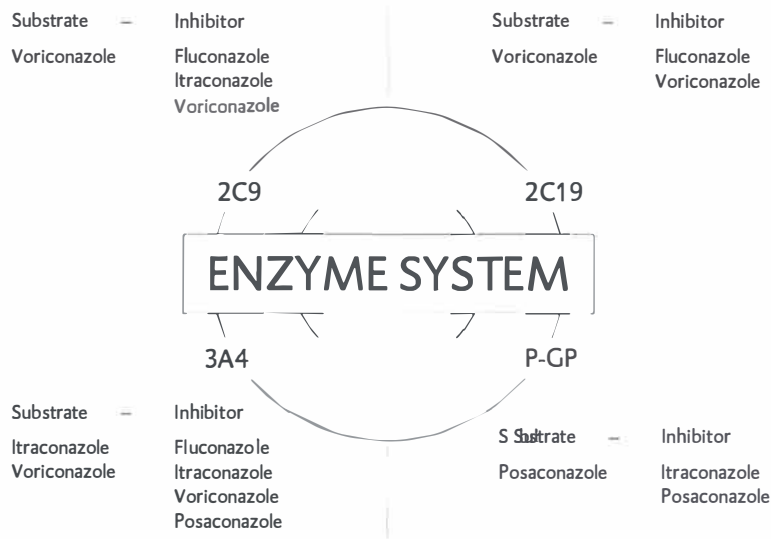 Substrate – Inhibitor
Voriconazole Fluconazole
Itraconazole
Voriconazole
Substrate – Inhibitor
Voriconazole Fluconazole
Voriconazole
2C9 2C19
ENZYME SYSTEM
3A4 P-GP
Substrate – Inhibitor
Itraconazole Fluconazole
Voriconazole Itraconazole
Voriconazole
Posaconazole
Substrate – Inhibitor
Posaconazole Itraconazole
Posaconazole